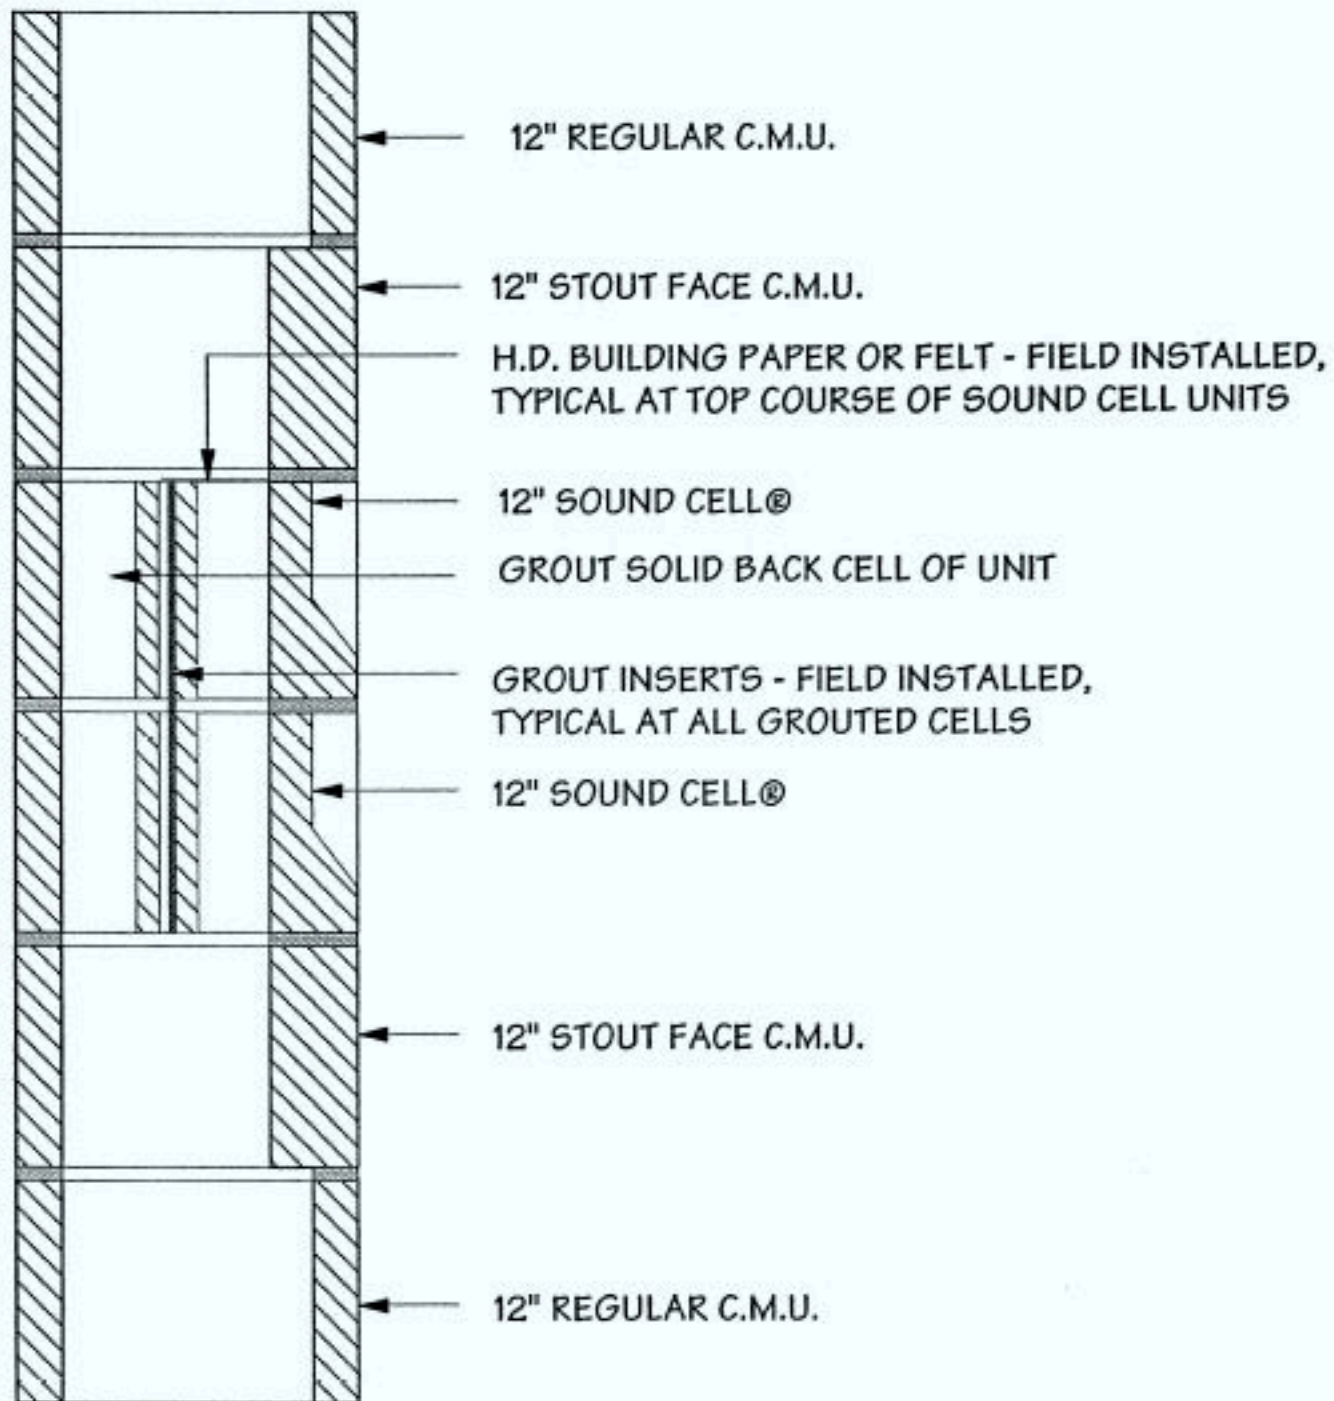 12" REGULAR C.M.U.
12" STOUT FACE C.M.U.
H.D. BUILDING PAPER OR FELT - FIELD INSTALLED,
TYPICAL AT TOP COURSE OF SOUND CELL UNITS
12" SOUND CELL®
GROUT SOLID BACK CELL OF UNIT
GROUT INSERTS - FIELD INSTALLED,
TYPICAL AT ALL GROUTED CELLS
12" SOUND CELL®
12" STOUT FACE C.M.U.
12" REGULAR C.M.U.